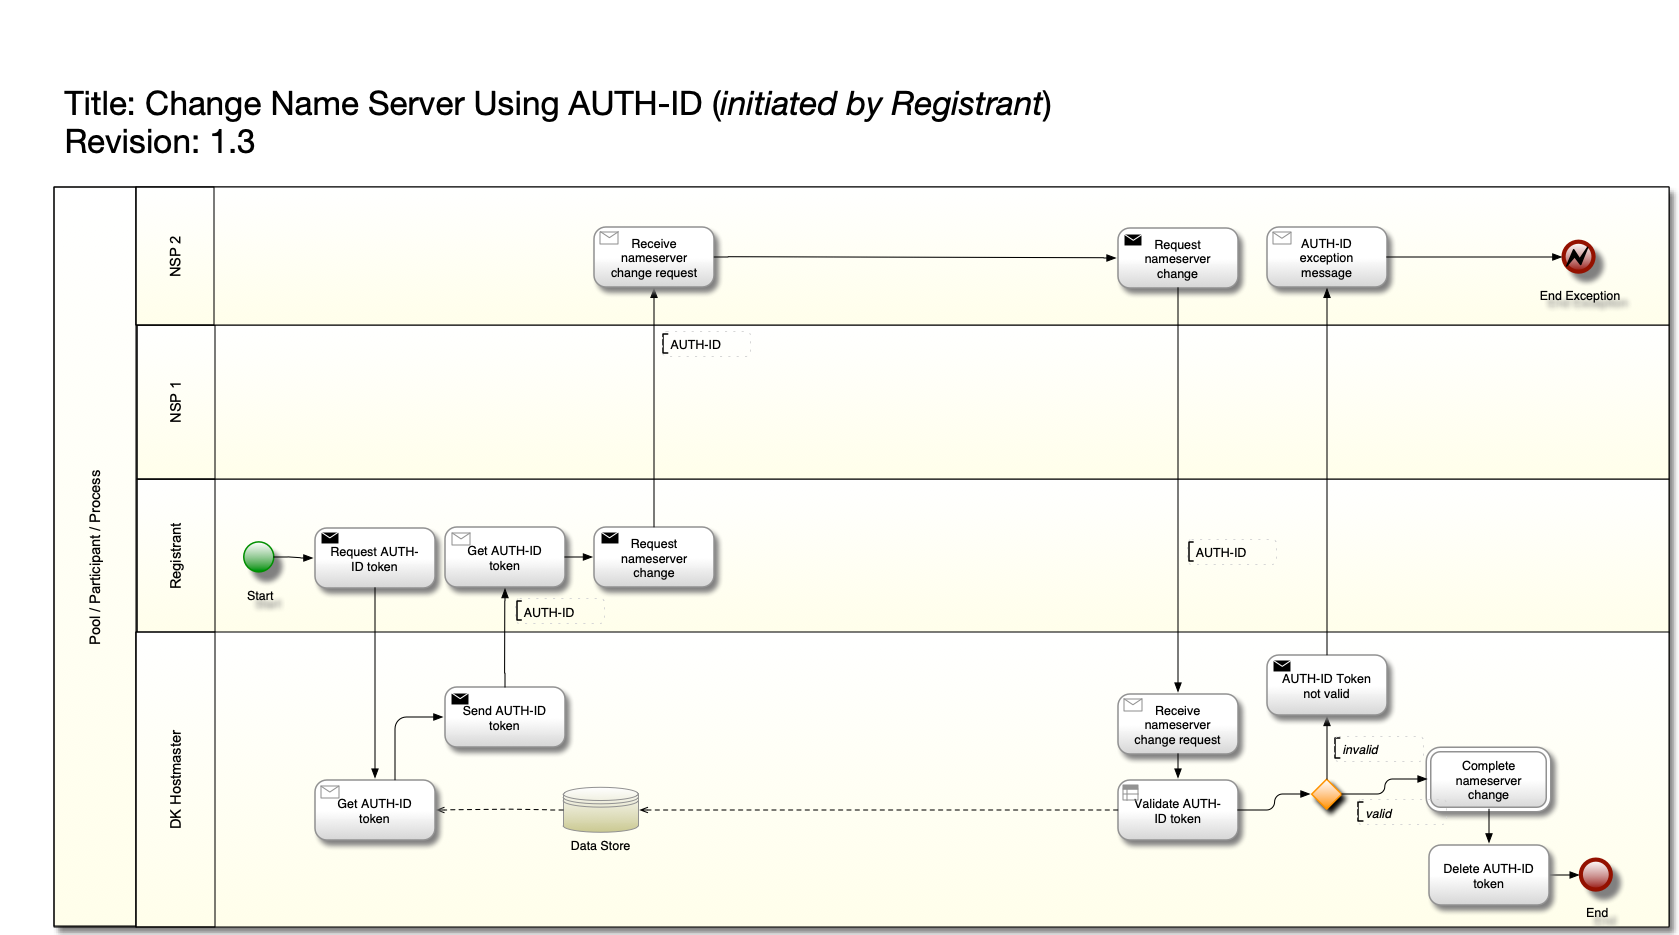 Title: Change Name Server Using AUTH-ID (initiated by Registrant)
Revision: 1.3
Pool / Participant / Process
NSP 2
Receive
nameserver
change request
Request
nameserver
change
AUTH-ID
exception
message
End Exception
NSP 1
AUTH-ID
Registrant
Start
Request AUTH-
ID token
Get AUTH-ID
token
Request
nameserver
change
AUTH-ID
AUTH-ID
DK Hostmaster
Send AUTH-ID
token
Get AUTH-ID
token
Data Store
Receive
nameserver
change request
Validate AUTH-
ID token
AUTH-ID Token
not valid
invalid
valid
Complete
nameserver
change
Delete AUTH-ID
token
End